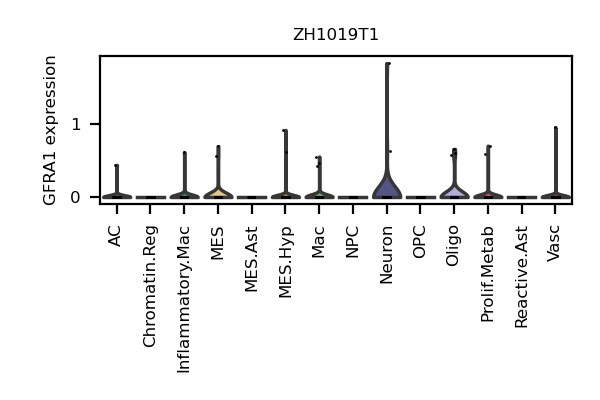 ZH1019T1
GFRA1 expression
1
0
AC
Chromatin.Reg
Inflammatory.Mac
MES
MES.Ast
MES.Hyp
Mac
NPC
Neuron
OPC
Oligo
Prolif.Metab
Reactive.Ast
Vasc